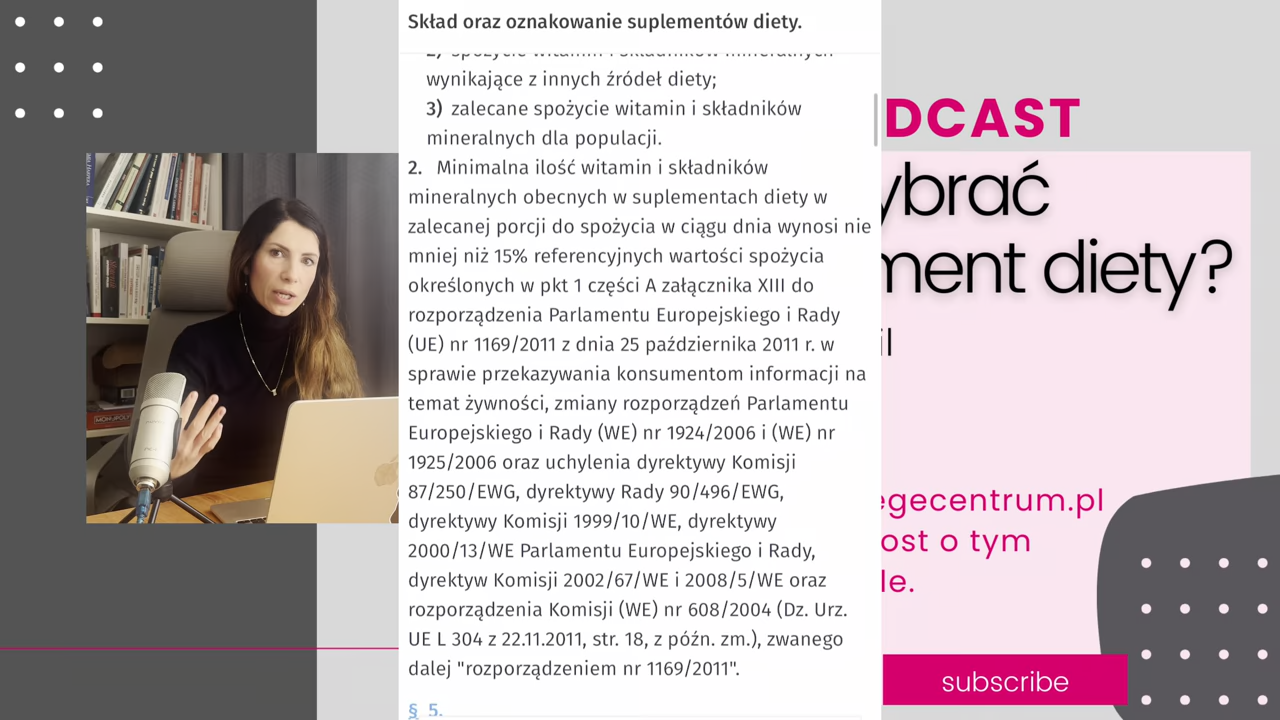 Skład oraz oznakowanie suplementów diety.
2) spożycie witamin i składników mineralnych
wynikające z innych źródeł diety;
3) zalecane spożycie witamin i składników
mineralnych dla populacji.
2. Minimalna ilość witamin i składników
mineralnych obecnych w suplementach diety w
zalecanej porcji do spożycia w ciągu dnia wynosi nie
mniej niż 15% referencyjnych wartości spożycia
określonych w pkt 1 części A załącznika XIII do
rozporządzenia Parlamentu Europejskiego i Rady
(UE) nr 1169/2011 z dnia 25 października 2011 r. w
sprawie przekazywania konsumentom informacji na
temat żywności, zmiany rozporządzeń Parlamentu
Europejskiego i Rady (WE) nr 1924/2006 i (WE) nr
1925/2006 oraz uchylenia dyrektywy Komisji
87/250/EWG, dyrektywy Rady 90/496/EWG,
dyrektywy Komisji 1999/10/WE, dyrektywy
2000/13/WE Parlamentu Europejskiego i Rady,
dyrektyw Komisji 2002/67/WE i 2008/5/WE oraz
rozporządzenia Komisji (WE) nr 608/2004 (Dz. Urz.
UE L 304 z 22.11.2011, str. 18, z późn. zm.), zwanego
dalej "rozporządzeniem nr 1169/2011".
§ 5.
DCAST
ybrać
ment diety?
il
egecentrum.pl
ost o tym
le.
subscribe
MONOPOLY